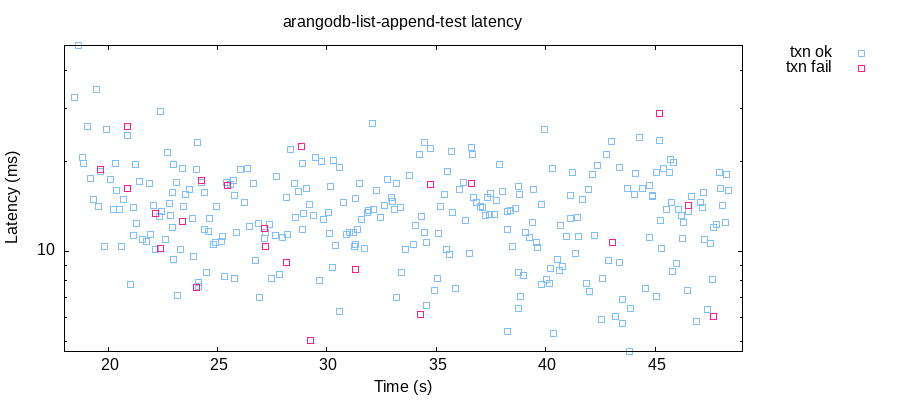 arangodb-list-append-test latency
txn ok
txn fail
Latency (ms)
10
20 25 30 35 40 45
Time (s)